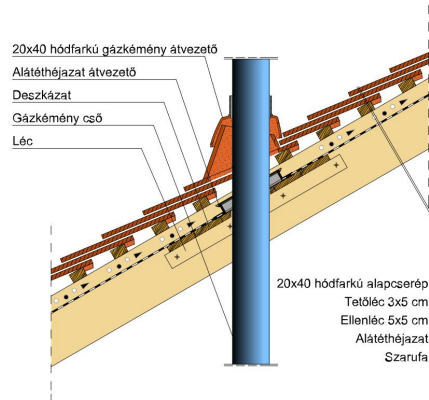 20x40 hódfarkú gázkémény átvezető
Alátéthéjazat átvezető
Deszkázat
Gázkémény cső
Léc
20x40 hódfarkú alapcserép
Tetőléc 3x5 cm
Ellenléc 5x5 cm
Alátéthéjazat
Szarufa